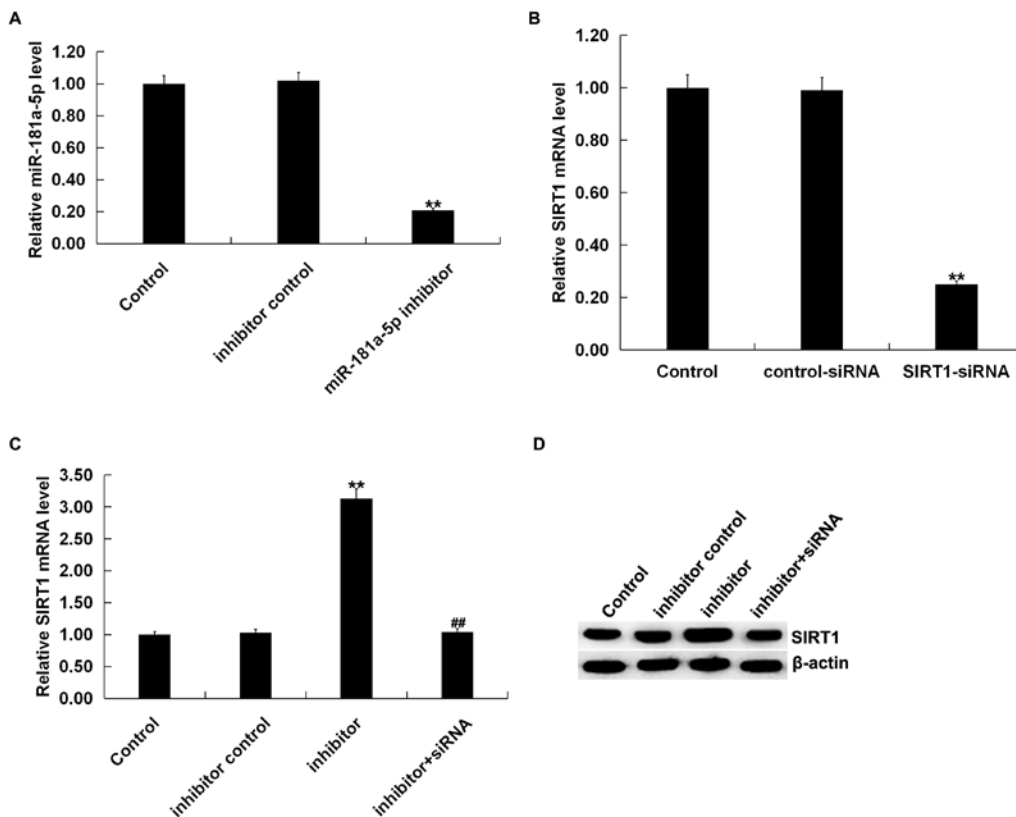 A
Relative miR-181a-5p level
1.20
1.00
0.80
0.60
0.40
0.20
0.00
**
Control
inhibitor control
miR-181a-5p inhibitor
B
Relative SIRT1 mRNA level
1.20
1.00
0.80
0.60
0.40
0.20
0.00
**
Control
control-siRNA
SIRT1-siRNA
C
Relative SIRT1 mRNA level
3.50
3.00
2.50
2.00
1.50
1.00
0.50
0.00
**
##
Control
inhibitor control
inhibitor
inhibitor+siRNA
D
Control
inhibitor control
inhibitor
inhibitor+siRNA
SIRT1
β-actin